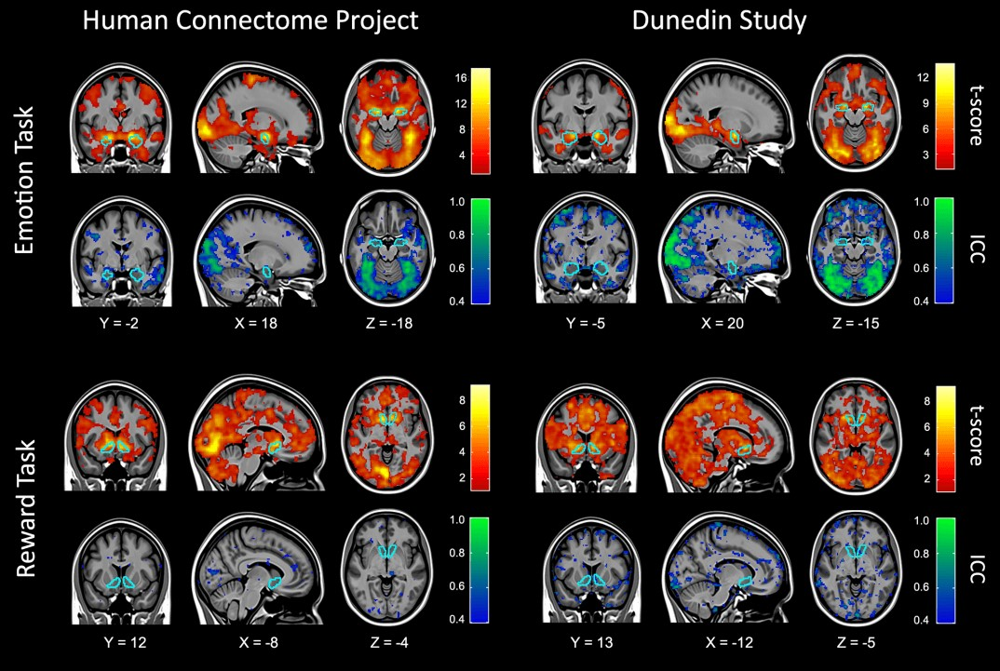 Human Connectome Project
Dunedin Study
Emotion Task
16
12
8
4
12
9
6
3
t-score
1.0
0.8
0.6
0.4
1.0
0.8
0.6
0.4
ICC
Y = -2
X = 18
Z = -18
Y = -5
X = 20
Z = -15
Reward Task
8
6
4
2
8
6
4
2
t-score
1.0
0.8
0.6
0.4
1.0
0.8
0.6
0.4
ICC
Y = 12
X = -8
Z = -4
Y = 13
X = -12
Z = -5